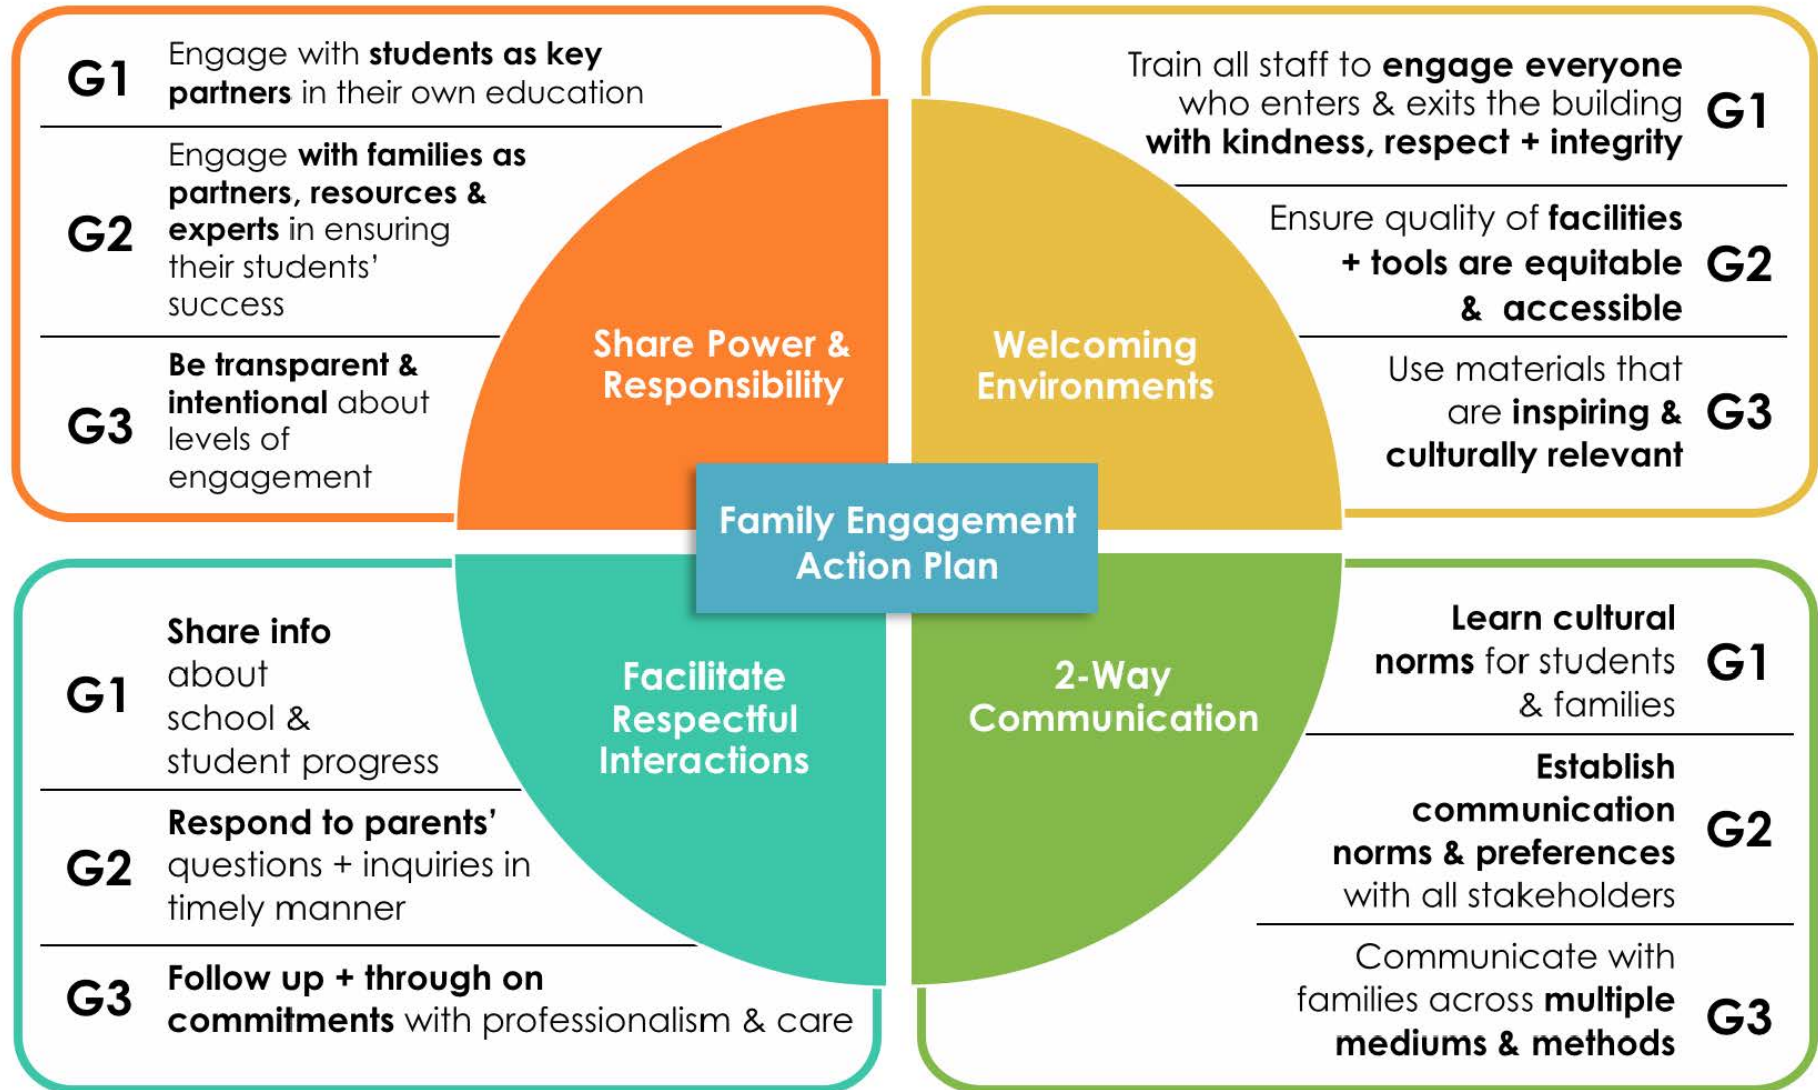 G1
Engage with students as key
partners in their own education
G2
Engage with families as
partners, resources &
experts in ensuring
their students’
success
G3
Be transparent &
intentional about
levels of
engagement
Share Power &
Responsibility
Train all staff to engage everyone
who enters & exits the building
with kindness, respect + integrity
G1
Ensure quality of facilities
+ tools are equitable
& accessible
G2
Use materials that
are inspiring &
culturally relevant
G3
Welcoming
Environments
Family Engagement
Action Plan
G1
Share info
about
school &
student progress
G2
Respond to parents’
questions + inquiries in
timely manner
G3
Follow up + through on
commitments with professionalism & care
Facilitate
Respectful
Interactions
2-Way
Communication
Learn cultural
norms for students
& families
G1
Establish
communication
norms & preferences
with all stakeholders
G2
Communicate with
families across multiple
mediums & methods
G3